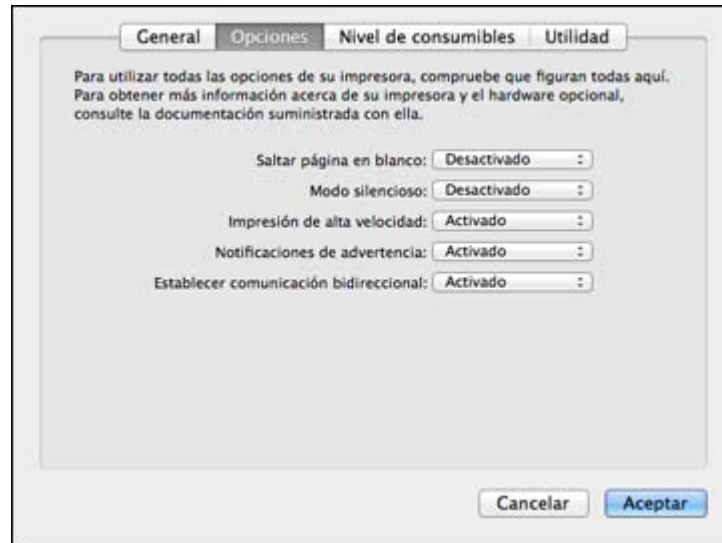 General Opciones Nivel de consumibles Utilidad
Para utilizar todas las opciones de su impresora, compruebe que figuran todas aquí.
Para obtener más información acerca de su impresora y el hardware opcional,
consulte la documentación suministrada con ella.
Saltar página en blanco: Desactivado
Modo silencioso: Desactivado
Impresión de alta velocidad: Activado
Notificaciones de advertencia: Activado
Establecer comunicación bidireccional: Activado
Cancelar Aceptar